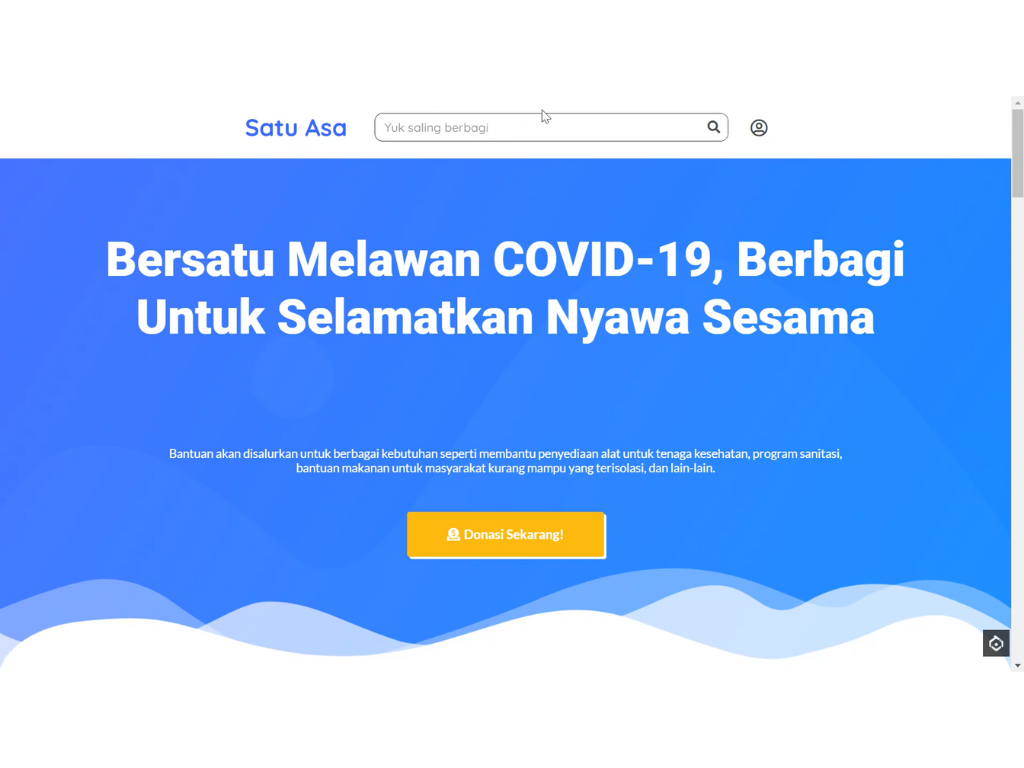 Satu Asa
Yuk saling berbagi
Bersatu Melawan COVID-19, Berbagi
Untuk Selamatkan Nyawa Sesama
Bantuan akan disalurkan untuk berbagai kebutuhan seperti membantu penyediaan alat untuk tenaga kesehatan, program sanitasi,
bantuan makanan untuk masyarakat kurang mampu yang terisolasi, dan lain-lain.
Donasi Sekarang!